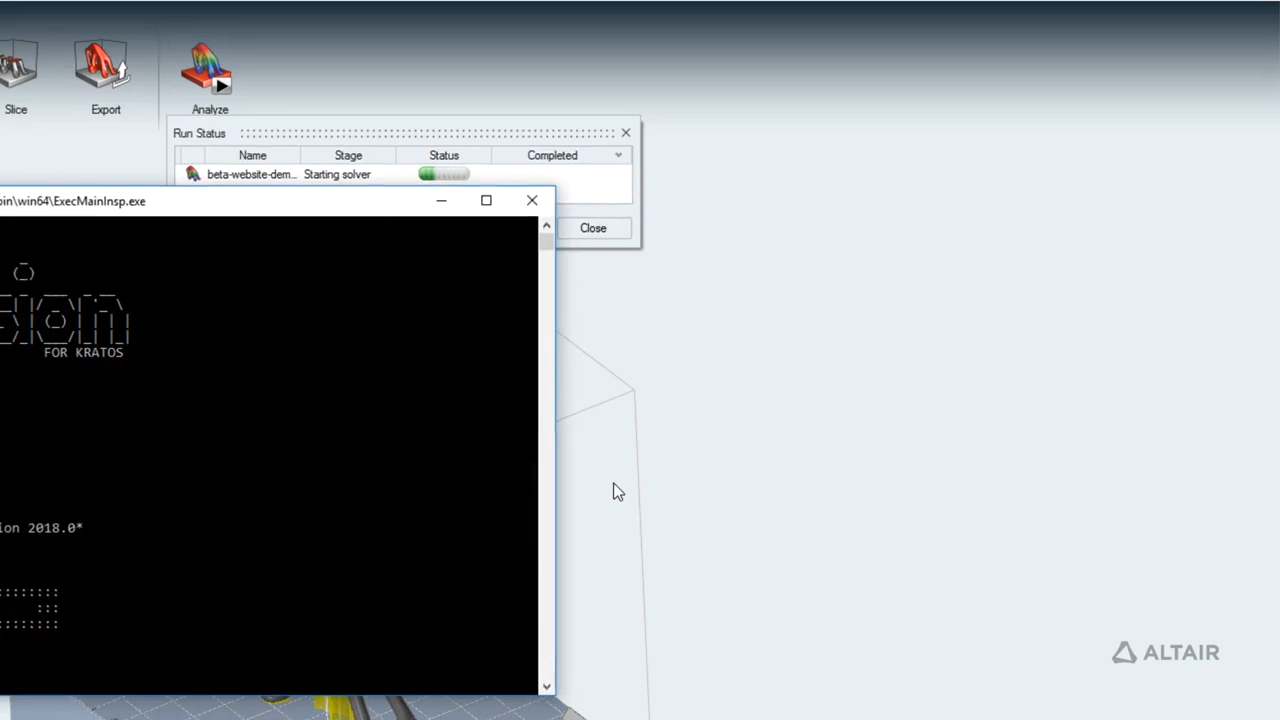 Slice
Export
Analyze
Run Status
Name
Stage
Status
Completed
beta-website-dem...
Starting solver
bin\win64\ExecMainInsp.exe
Close
sion
FOR KRATOS
ion 2018.0*
::::::::
:::
::::::::
ALTAIR